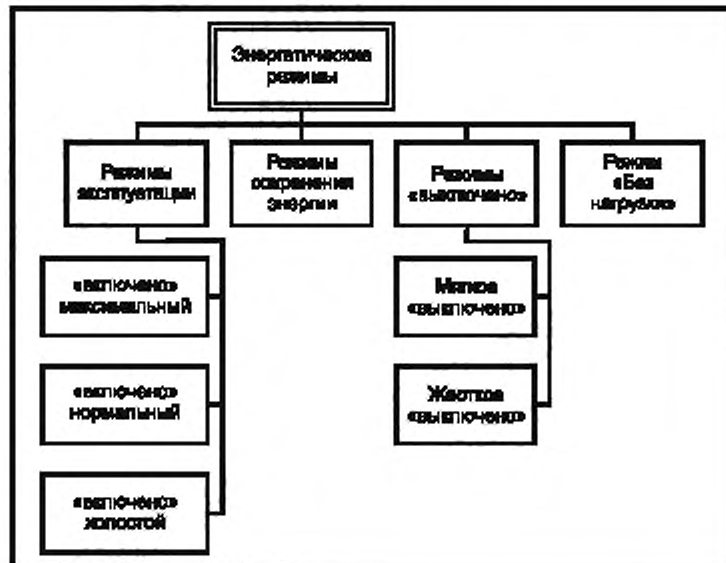 Энергетические
режимы
Режимы
эксплуатации
Режимы
сохранения
энергии
Режимы
«выключено»
Режим
«Без
нагрузки»
«включено»
максимальный
«включено»
нормальный
«включено»
холостой
Мягкое
«выключено»
Жесткое
«выключено»